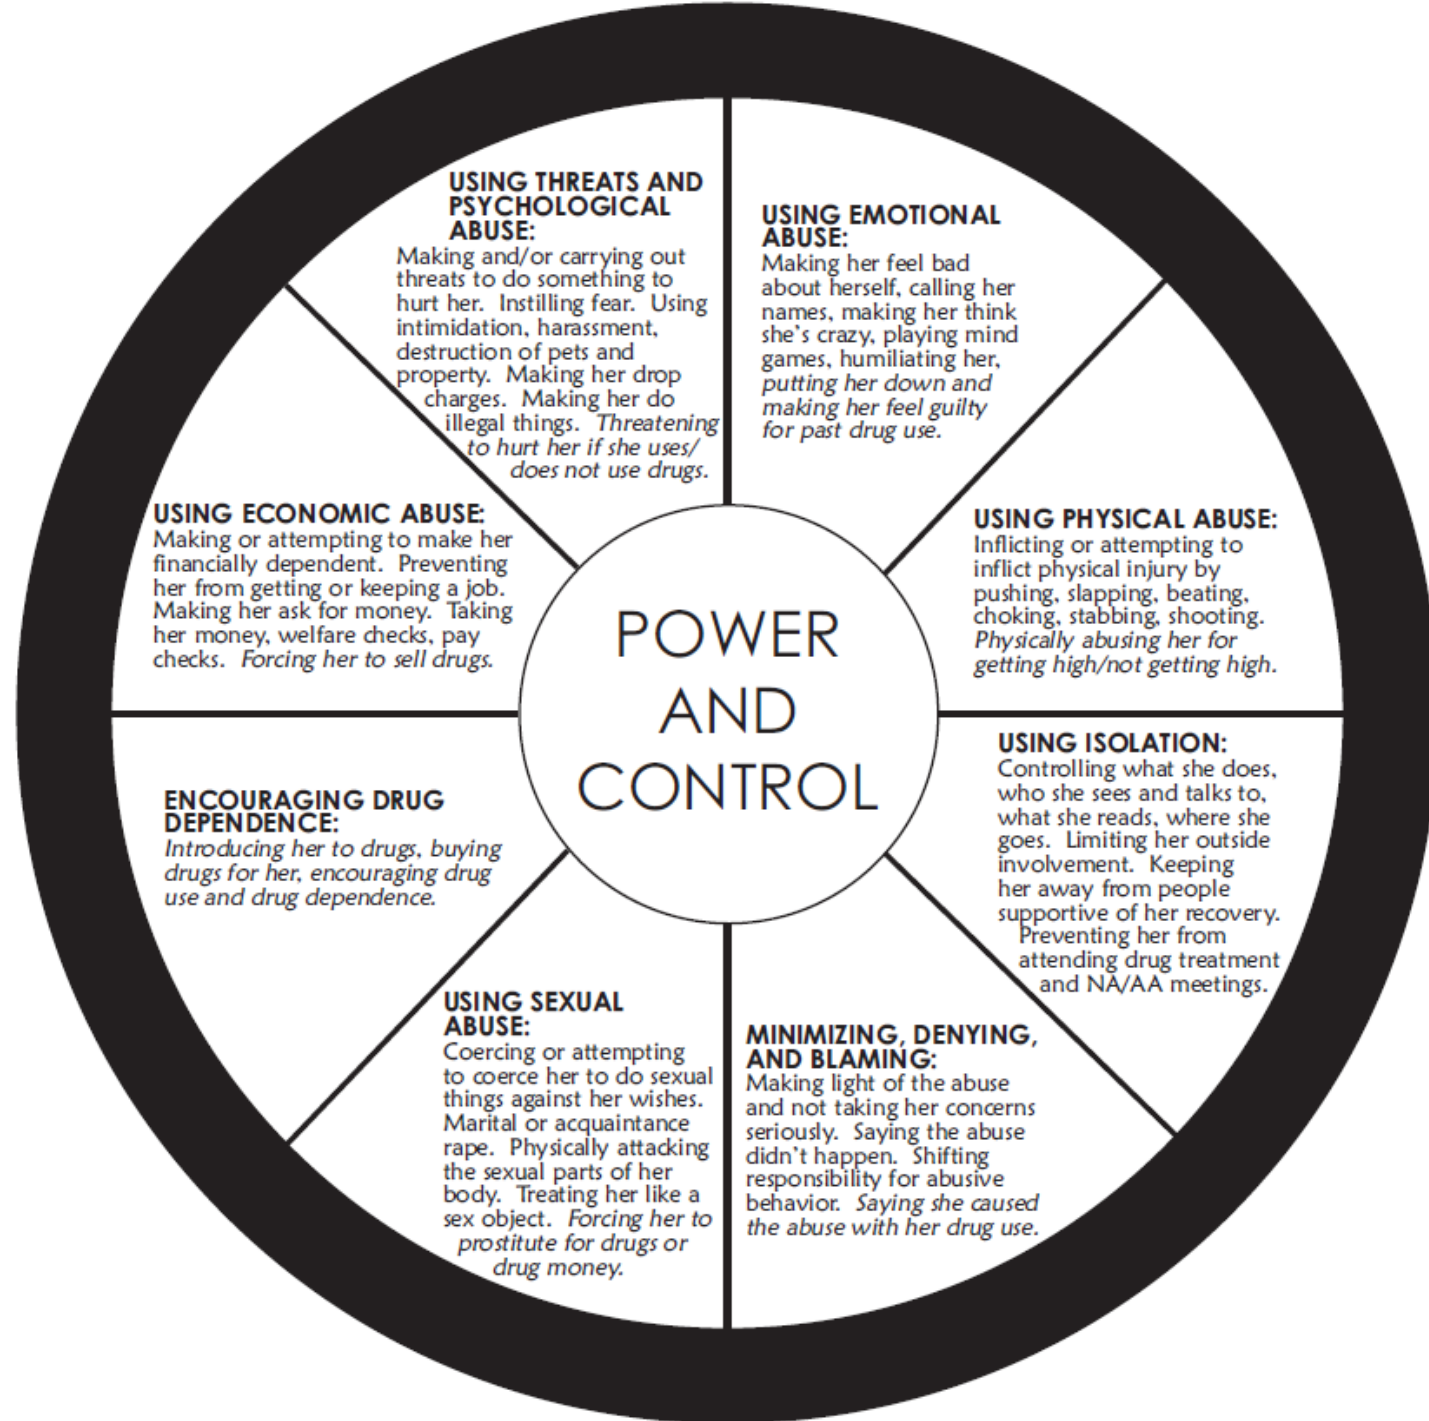 USING THREATS AND
PSYCHOLOGICAL
ABUSE:
Making and/or carrying out
threats to do something to
hurt her. Instilling fear. Using
intimidation, harassment,
destruction of pets and
property. Making her drop
charges. Making her do
illegal things. Threatening
to hurt her if she uses/
does not use drugs.
USING EMOTIONAL
ABUSE:
Making her feel bad
about herself, calling her
names, making her think
she's crazy, playing mind
games, humiliating her,
putting her down and
making her feel guilty
for past drug use.
USING ECONOMIC ABUSE:
Making or attempting to make her
financially dependent. Preventing
her from getting or keeping a job.
Making her ask for money. Taking
her money, welfare checks, pay
checks. Forcing her to sell drugs.
POWER
AND
CONTROL
USING PHYSICAL ABUSE:
Inflicting or attempting to
inflict physical injury by
pushing, slapping, beating,
choking, stabbing, shooting.
Physically abusing her for
getting high/not getting high.
ENCOURAGING DRUG
DEPENDENCE:
Introducing her to drugs, buying
drugs for her, encouraging drug
use and drug dependence.
USING ISOLATION:
Controlling what she does,
who she sees and talks to,
what she reads, where she
goes. Limiting her outside
involvement. Keeping
her away from people
supportive of her recovery.
Preventing her from
attending drug treatment
and NA/AA meetings.
USING SEXUAL
ABUSE:
Coercing or attempting
to coerce her to do sexual
things against her wishes.
Marital or acquaintance
rape. Physically attacking
the sexual parts of her
body. Treating her like a
sex object. Forcing her to
prostitute for drugs or
drug money.
MINIMIZING, DENYING,
AND BLAMING:
Making light of the abuse
and not taking her concerns
seriously. Saying the abuse
didn't happen. Shifting
responsibility for abusive
behavior. Saying she caused
the abuse with her drug use.